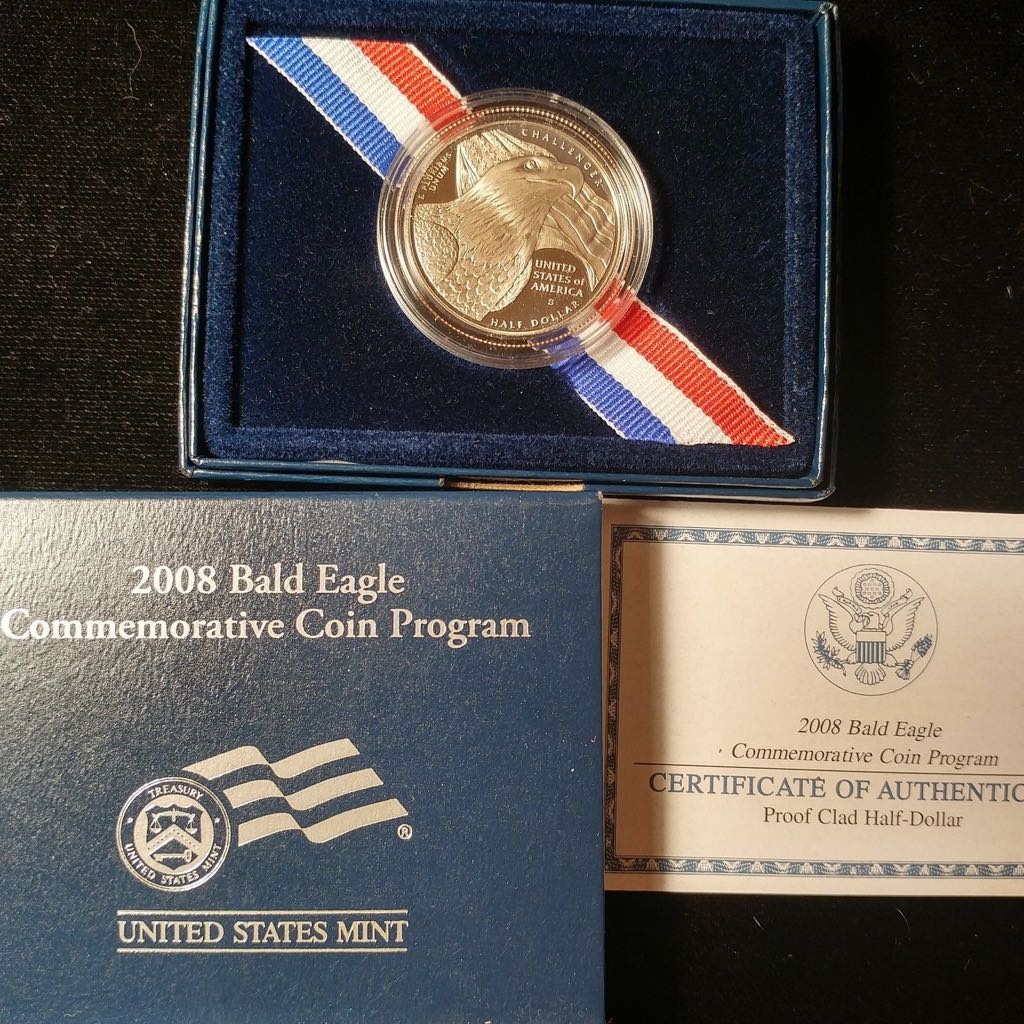 E PLURIBUS
UNUM
CHALLENGER
UNITED
STATES of
AMERICA
S
HALF DOLLAR
2008 Bald Eagle
Commemorative Coin Program
TREASURY
UNITED STATES MINT
®
UNITED STATES MINT
2008 Bald Eagle
Commemorative Coin Program
CERTIFICATE OF AUTHENTIC
Proof Clad Half-Dollar